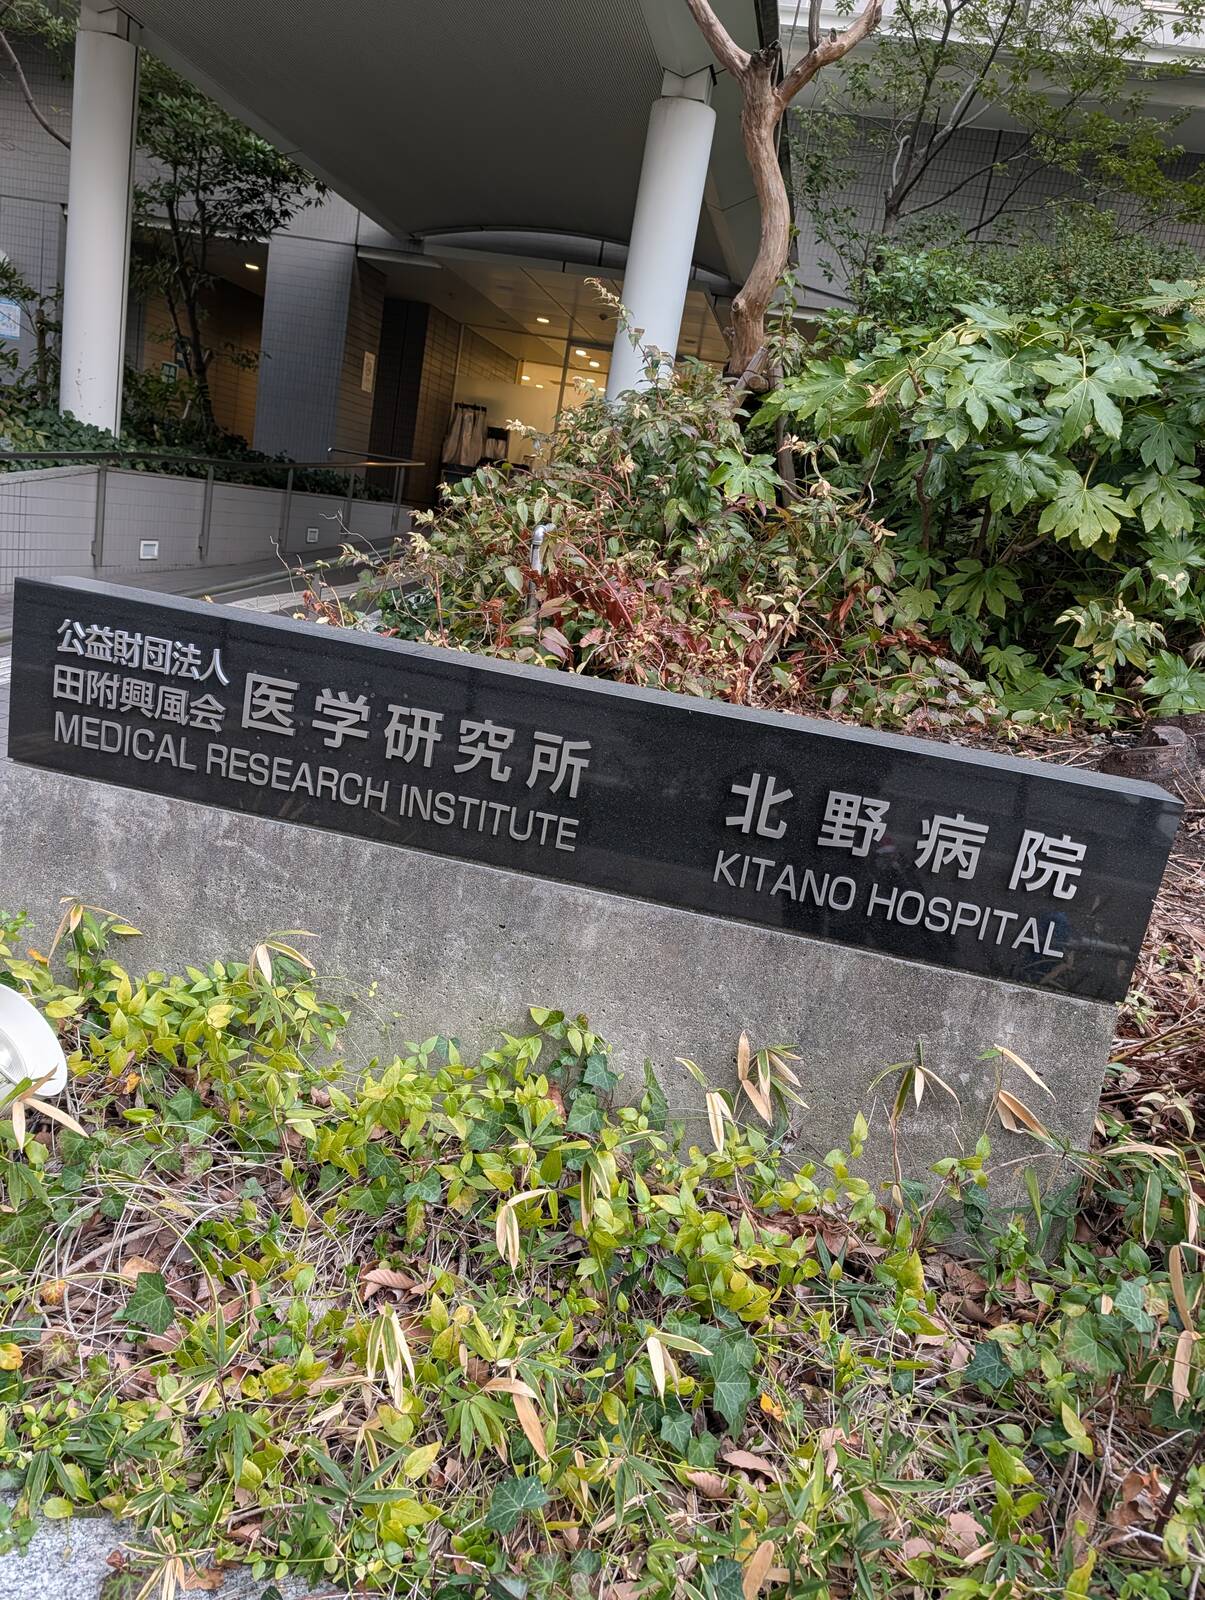 公益財団法人
田附興風会 医学研究所
MEDICAL RESEARCH INSTITUTE
北野病院
KITANO HOSPITAL